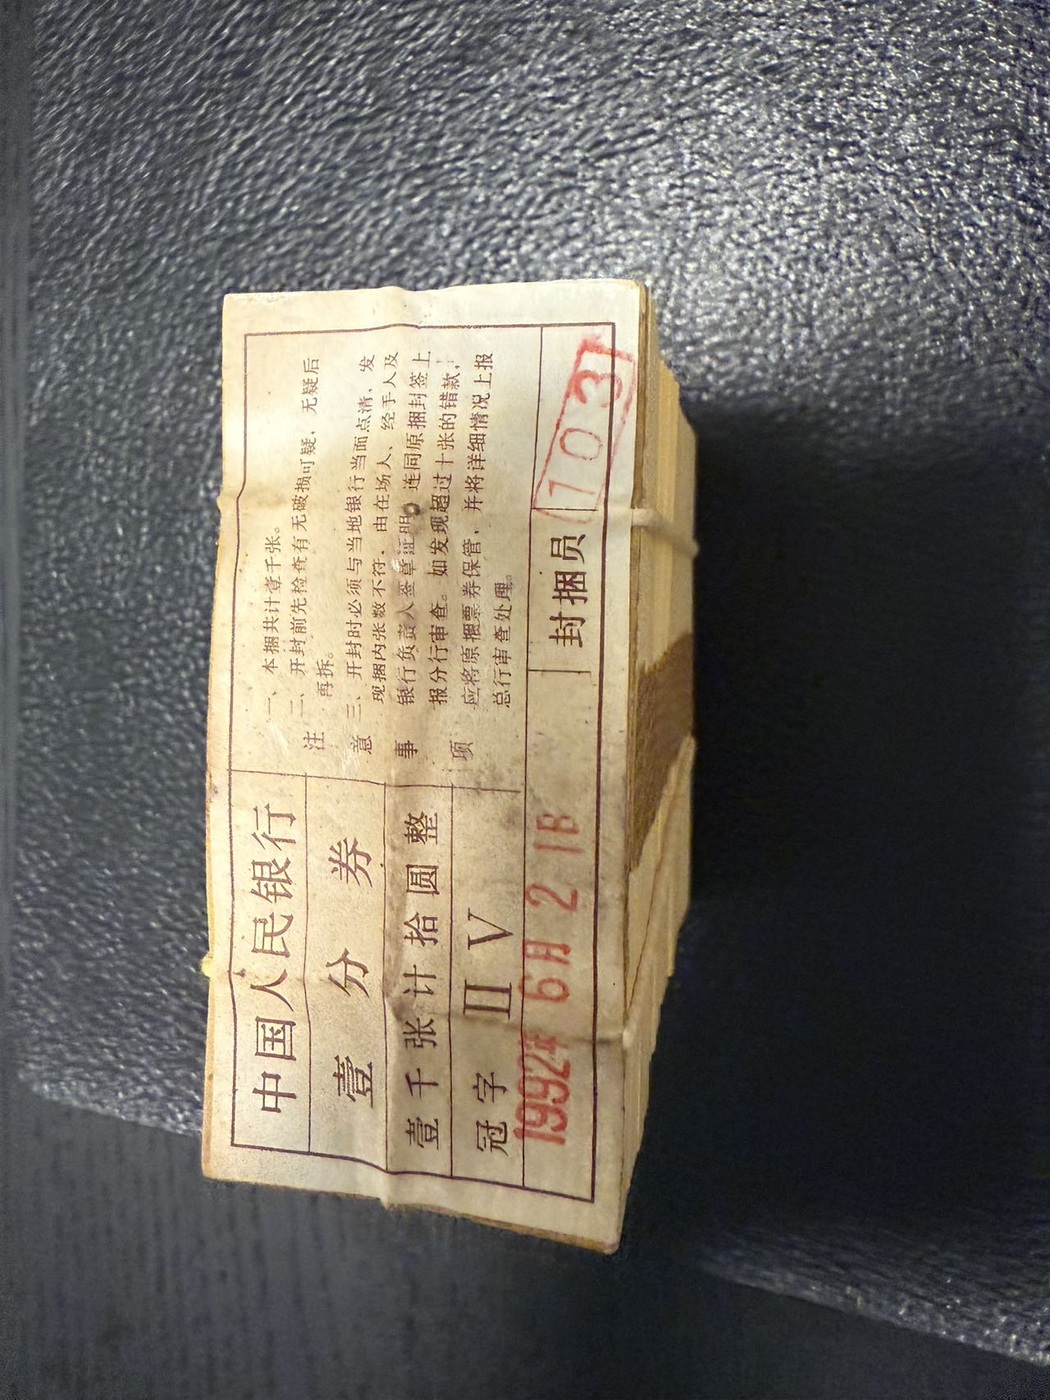 中国人民银行
壹 分 券
壹千张计拾圆整
冠字 II V
1992年 6月 2 1日
注意事项
一、本捆共计壹千张。
二、开封前先检查有无破损可疑，无疑后
再拆。
三、开封时必须与当地银行当面点清，发
现捆内张数不符，由在场人、经手人及
银行负责人签章证明，连同原捆封签上
报分行审查。如发现超过十张的错款，
应将原捆票券保管，并将详细情况上报
总行审查处理。
封捆员 103